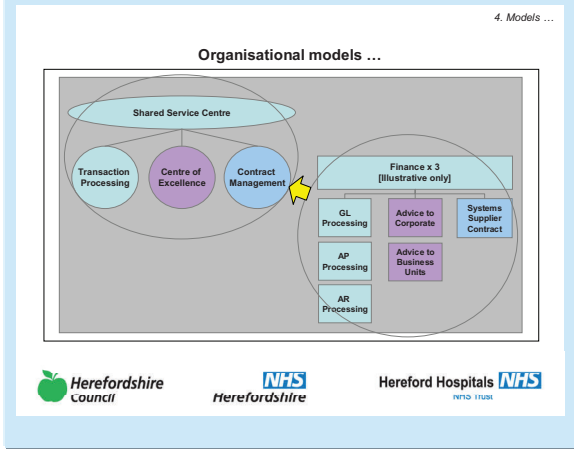 4. Models …
Organisational models …
Shared Service Centre
Transaction
Processing
Centre of
Excellence
Contract
Management
Finance x 3
[Illustrative only]
GL
Processing
Advice to
Corporate
Systems
Supplier
Contract
AP
Processing
Advice to
Business
Units
AR
Processing
Herefordshire
Council
NHS
Herefordshire
Hereford Hospitals NHS
NHS Trust